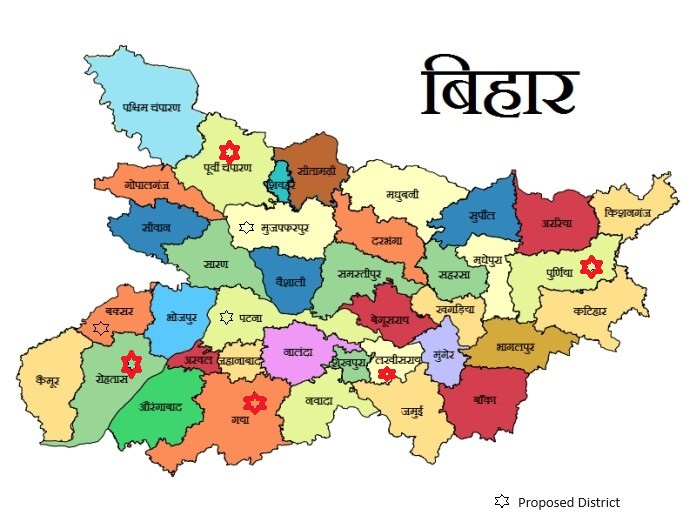 बिहार
पश्चिम चंपारण
पूर्वी चंपारण
शिवहर
सीतामढ़ी
गोपालगंज
मधुबनी
सीवान
मुजफ्फरपुर
दरभंगा
सुपौल
अररिया
किशनगंज
सारण
वैशाली
समस्तीपुर
सहरसा
मधेपुरा
पुर्णिया
बक्सर
भोजपुर
पटना
बेगूसराय
खगड़िया
कटिहार
कैमूर
रोहतास
अरवल
जहानाबाद
नालंदा
शेखपुरा
लखीसराय
मुंगेर
भागलपुर
औरंगाबाद
गया
नवादा
जमुई
बाँका
Proposed District